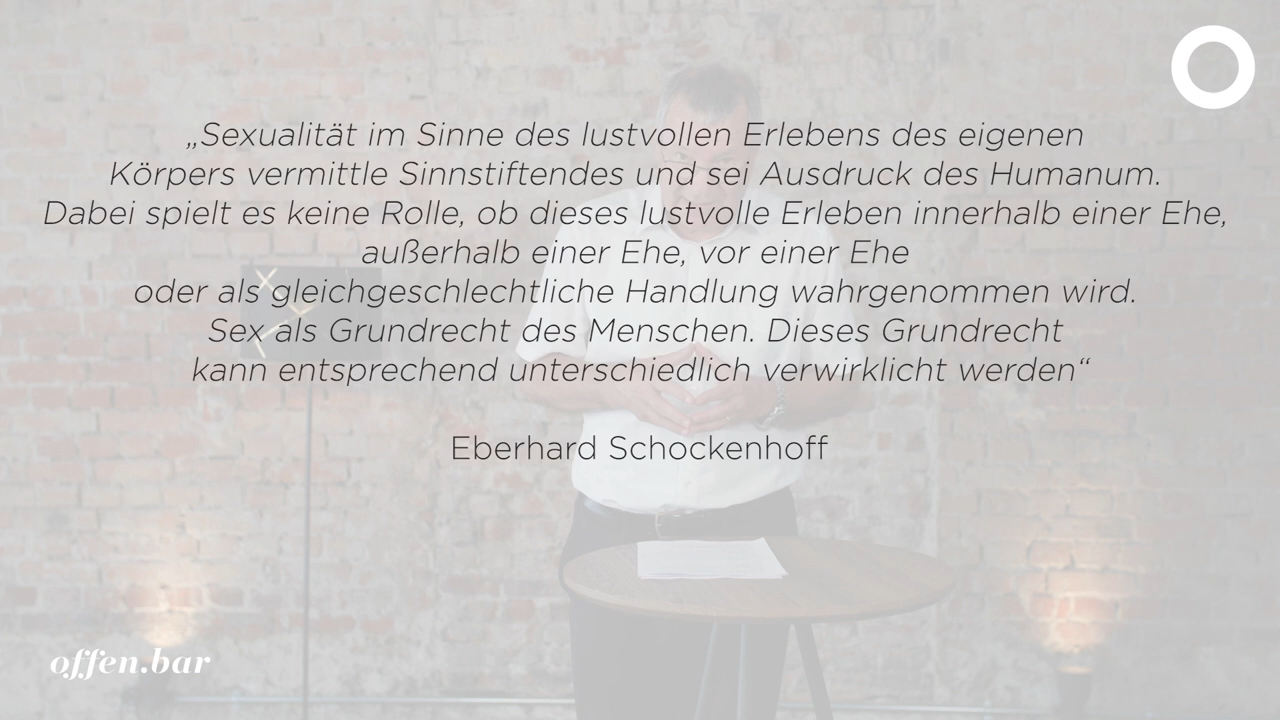 „Sexualität im Sinne des lustvollen Erlebens des eigenen
Körpers vermittle Sinnstiftendes und sei Ausdruck des Humanum.
Dabei spielt es keine Rolle, ob dieses lustvolle Erleben innerhalb einer Ehe,
außerhalb einer Ehe, vor einer Ehe
oder als gleichgeschlechtliche Handlung wahrgenommen wird.
Sex als Grundrecht des Menschen. Dieses Grundrecht
kann entsprechend unterschiedlich verwirklicht werden“
Eberhard Schockenhoff
offen.bar